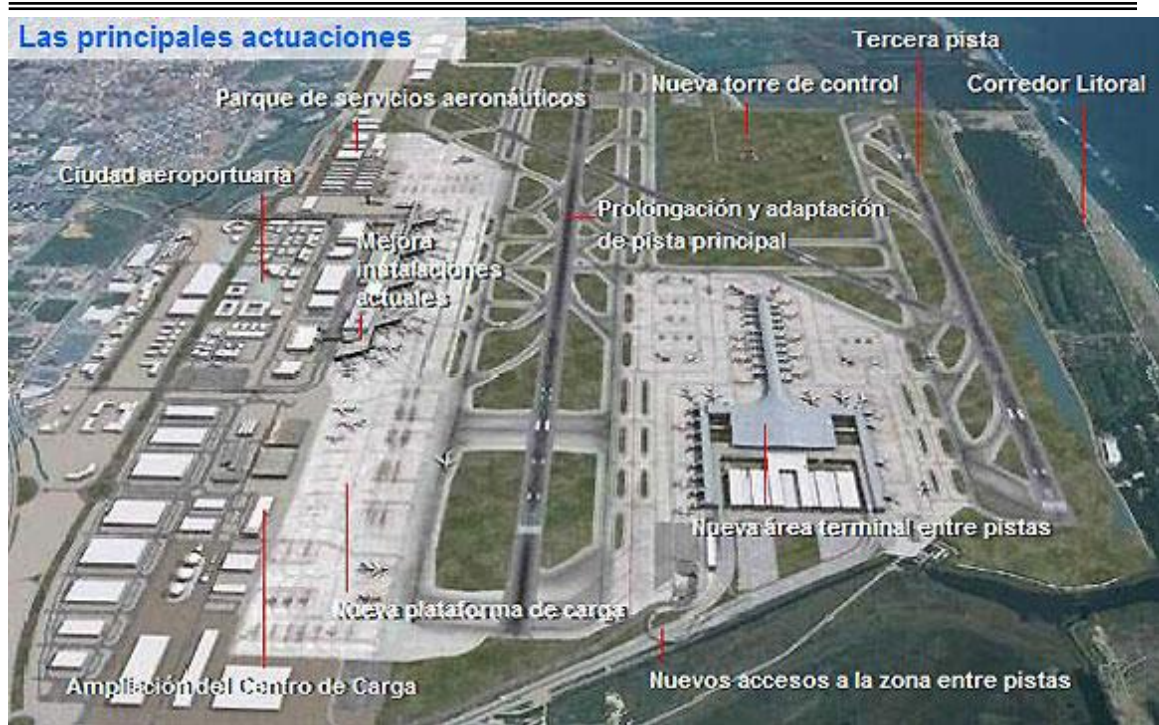 Las principales actuaciones
Tercera pista
Parque de servicios aeronáuticos
Nueva torre de control
Corredor Litoral
Ciudad aeroportuaria
Prolongación y adaptación
de pista principal
Mejora
instalaciones
actuales
Nueva área terminal entre pistas
Nueva plataforma de carga
Ampliación del Centro de Carga
Nuevos accesos a la zona entre pistas